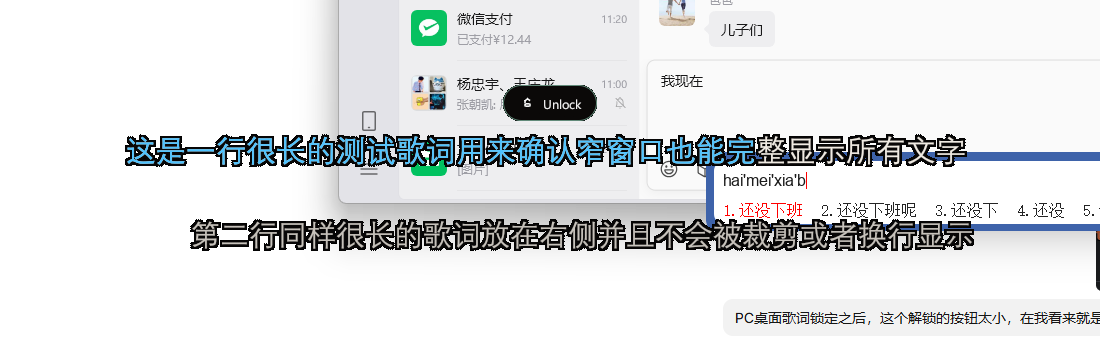 爸爸
微信支付 11:20
已支付¥12.44
儿子们
杨忠宇、王庆龙 11:00
张朝凯:
我现在
Unlock
这是一行很长的测试歌词用来确认窄窗口也能完整显示所有文字
[图片]
hai'mei'xia'b
1.还没下班 2.还没下班呢 3.还没下 4.还没 5.
第二行同样很长的歌词放在右侧并且不会被裁剪或者换行显示
PC桌面歌词锁定之后，这个解锁的按钮太小，在我看来就是